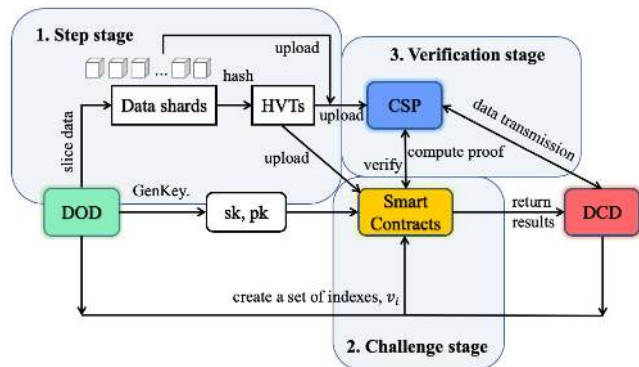 1. Step stage
3. Verification stage
upload
...
hash
slice data
Data shards
HVTs
upload
CSP
data transmission
upload
verify
compute proof
GenKey.
DOD
sk, pk
Smart
Contracts
return
results
DCD
create a set of indexes, vᵢ
2. Challenge stage